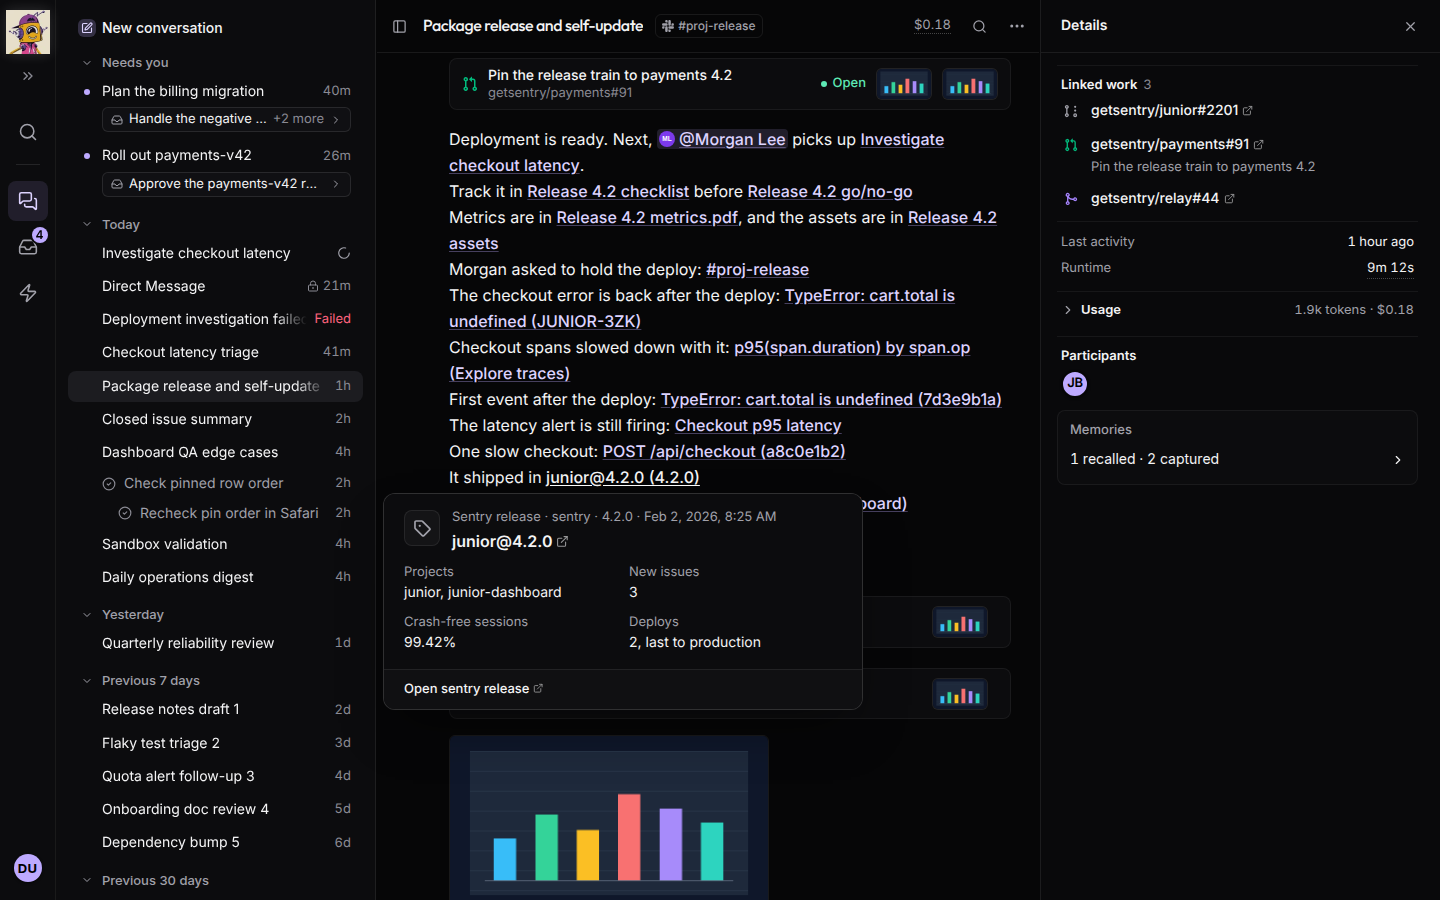 New conversation
Needs you
Plan the billing migration 40m
Handle the negative ... +2 more
Roll out payments-v42 26m
Approve the payments-v42 r...
4
Today
Investigate checkout latency
Direct Message 21m
Deployment investigation failed Failed
Checkout latency triage 41m
Package release and self-update 1h
Closed issue summary 2h
Dashboard QA edge cases 4h
Check pinned row order 2h
Recheck pin order in Safari 2h
Sandbox validation 4h
Daily operations digest 4h
Yesterday
Quarterly reliability review 1d
Previous 7 days
Release notes draft 1 2d
Flaky test triage 2 3d
Quota alert follow-up 3 4d
Onboarding doc review 4 5d
Dependency bump 5 6d
Previous 30 days
DU
Package release and self-update #proj-release $0.18
Pin the release train to payments 4.2
getsentry/payments#91
Open
Deployment is ready. Next, ML @Morgan Lee picks up Investigate
checkout latency.
Track it in Release 4.2 checklist before Release 4.2 go/no-go
Metrics are in Release 4.2 metrics.pdf, and the assets are in Release 4.2
assets
Morgan asked to hold the deploy: #proj-release
The checkout error is back after the deploy: TypeError: cart.total is
undefined (JUNIOR-3ZK)
Checkout spans slowed down with it: p95(span.duration) by span.op
(Explore traces)
First event after the deploy: TypeError: cart.total is undefined (7d3e9b1a)
The latency alert is still firing: Checkout p95 latency
One slow checkout: POST /api/checkout (a8c0e1b2)
It shipped in junior@4.2.0 (4.2.0)
board)
Sentry release · sentry · 4.2.0 · Feb 2, 2026, 8:25 AM
junior@4.2.0
Projects New issues
junior, junior-dashboard 3
Crash-free sessions Deploys
99.42% 2, last to production
Open sentry release
Details
Linked work 3
getsentry/junior#2201
getsentry/payments#91
Pin the release train to payments 4.2
getsentry/relay#44
Last activity 1 hour ago
Runtime 9m 12s
Usage 1.9k tokens · $0.18
Participants
JB
Memories
1 recalled · 2 captured